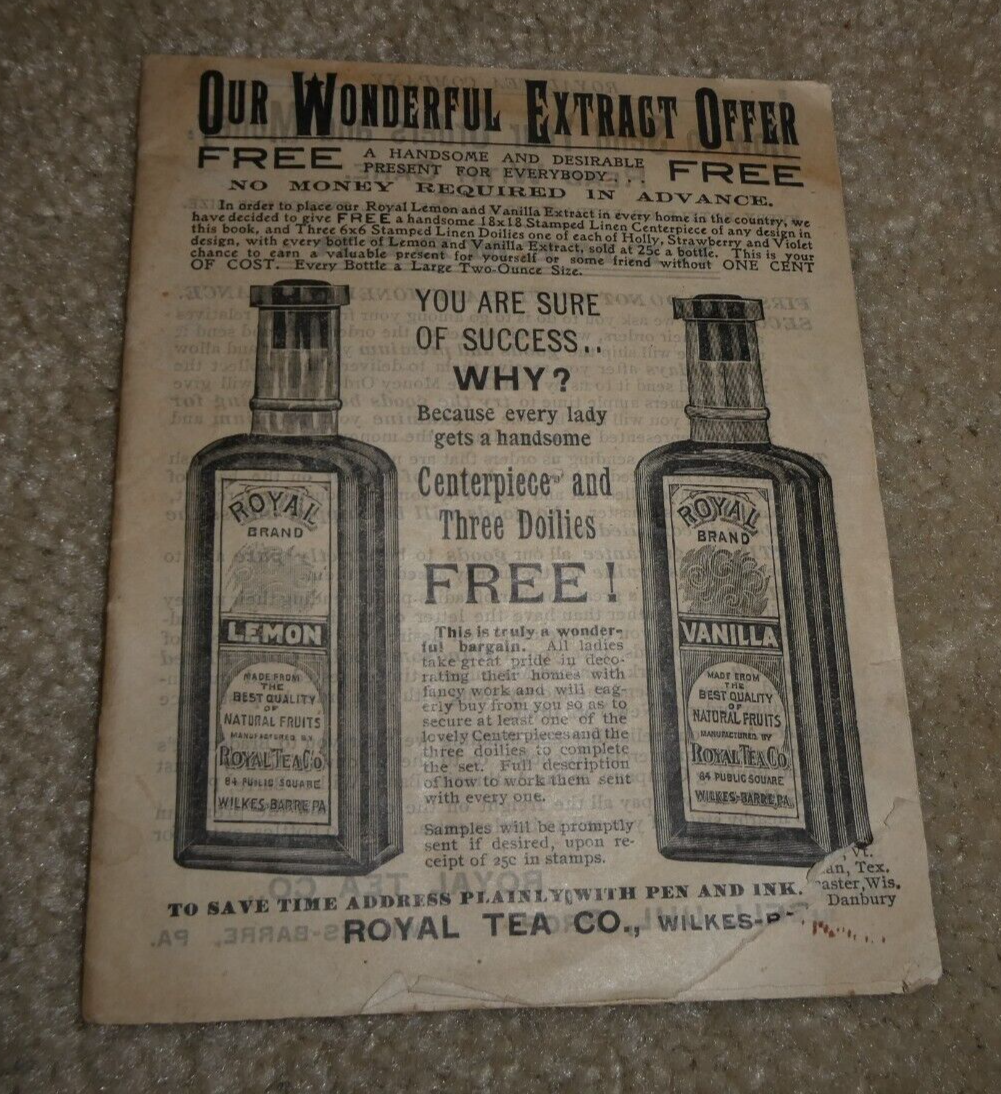 OUR WONDERFUL EXTRACT OFFER
FREE A HANDSOME AND DESIRABLE PRESENT FOR EVERYBODY... FREE
NO MONEY REQUIRED IN ADVANCE.
In order to place our Royal Lemon and Vanilla Extract in every home in the country, we
have decided to give FREE a handsome 18x18 Stamped Linen Centerpiece of any design in
this book, and Three 6x6 Stamped Linen Doilies one of each of Holly, Strawberry and Violet
design, with every bottle of Lemon and Vanilla Extract, sold at 25c a bottle. This is your
chance to earn a valuable present for yourself or some friend without ONE CENT
OF COST. Every Bottle a Large Two-Ounce Size.
YOU ARE SURE
OF SUCCESS..
WHY?
Because every lady
gets a handsome
Centerpiece and
Three Doilies
FREE!
This is truly a wonder-
ful bargain. All ladies
take great pride in deco-
rating their homes with
fancy work and will eag-
erly buy from you so as to
secure at least one of the
lovely Centerpieces and the
three doilies to complete
the set. Full description
of how to work them sent
with every one.
Samples will be promptly
sent if desired, upon re-
ceipt of 25c in stamps.
ROYAL
BRAND
LEMON
MADE FROM
THE
BEST QUALITY
OF
NATURAL FRUITS
MANUFACTURED BY
ROYAL TEA CO
84 PUBLIC SQUARE
WILKES-BARRE, PA
ROYAL
BRAND
VANILLA
MADE FROM
THE
BEST QUALITY
OF
NATURAL FRUITS
MANUFACTURED BY
ROYAL TEA CO.
84 PUBLIC SQUARE
WILKES-BARRE, PA.
TO SAVE TIME ADDRESS PLAINLY WITH PEN AND INK.
ROYAL TEA CO., WILKES-B
, Vt.
an, Tex.
caster, Wis.
Danbury